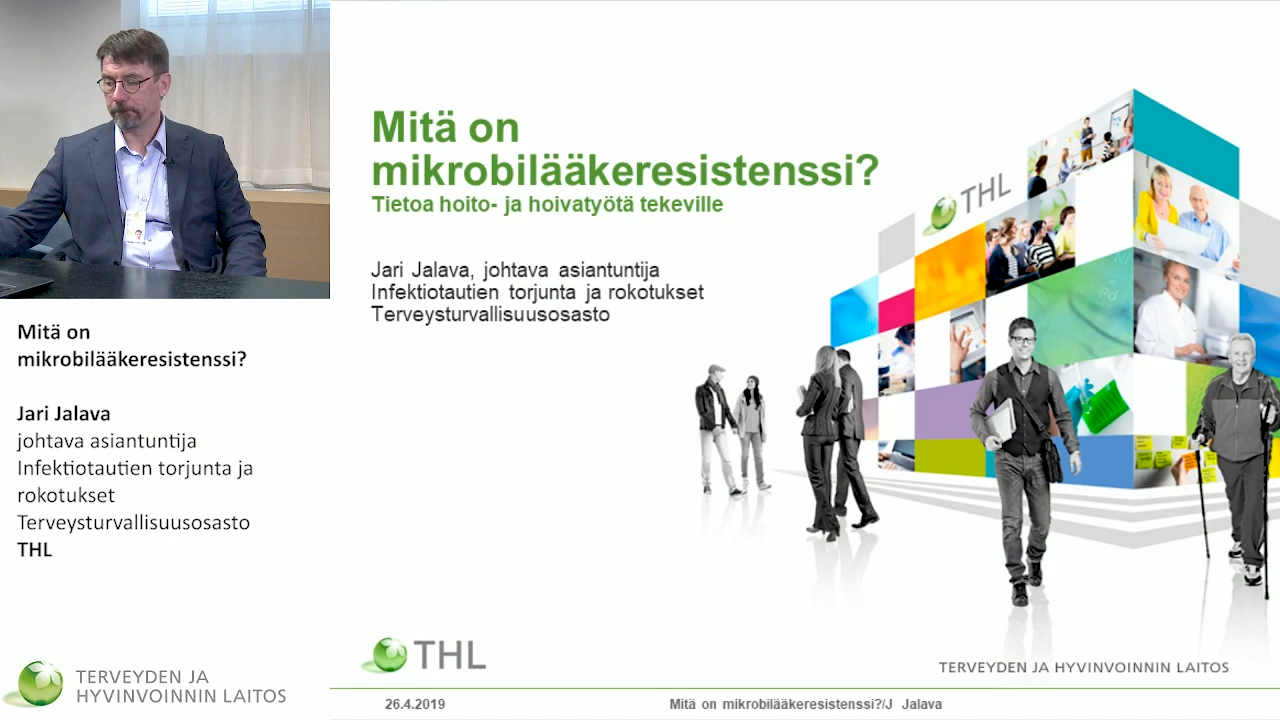 Mitä on
mikrobilääkeresistenssi?
Jari Jalava
johtava asiantuntija
Infektiotautien torjunta ja
rokotukset
Terveysturvallisuusosasto
THL
TERVEYDEN JA
HYVINVOINNIN LAITOS
Mitä on
mikrobilääkeresistenssi?
Tietoa hoito- ja hoivatyötä tekeville
Jari Jalava, johtava asiantuntija
Infektiotautien torjunta ja rokotukset
Terveysturvallisuusosasto
THL
THL
TERVEYDEN JA HYVINVOINNIN LAITOS
26.4.2019
Mitä on mikrobilääkeresistenssi?/J Jalava